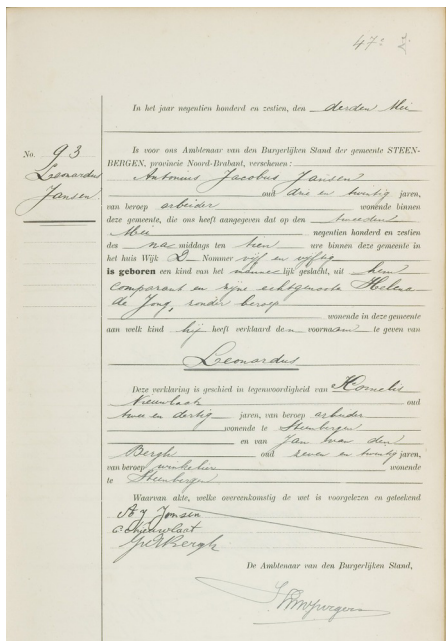 47
In het jaar negentien honderd en zestien, den derden Mei
No. 93
Leonardus
Jansen
Is voor ons Ambtenaar van den Burgerlijken Stand der gemeente STEEN-
BERGEN, provincie Noord-Brabant, verschenen:
Antonius Jacobus Jansen
oud drie en twintig jaren,
van beroep arbeider wonende binnen
deze gemeente, die ons heeft aangegeven dat op den tweeden
Mei negentien honderd en zestien
des na middags ten tien ure binnen deze gemeente in
het huis Wijk D Nommer vijf en vijftig
is geboren een kind van het mannelijk geslacht, uit hem
comparant en zijne echtgenoote Helena
de Jong, zonder beroep
wonende in deze gemeente
aan welk kind hij heeft verklaard den voornaam te geven van
Leonardus
Deze verklaring is geschied in tegenwoordigheid van Kornelis
Nieuwlaat oud
twee en dertig jaren, van beroep arbeider
wonende te Steenbergen
en van Jan van den
Bergh oud zeven en twintig jaren,
van beroep winkelier wonende
te Steenbergen
Waarvan akte, welke overeenkomstig de wet is voorgelezen en geteekend
A J Jansen
C Nieuwlaat
Bergh
De Ambtenaar van den Burgerlijken Stand,